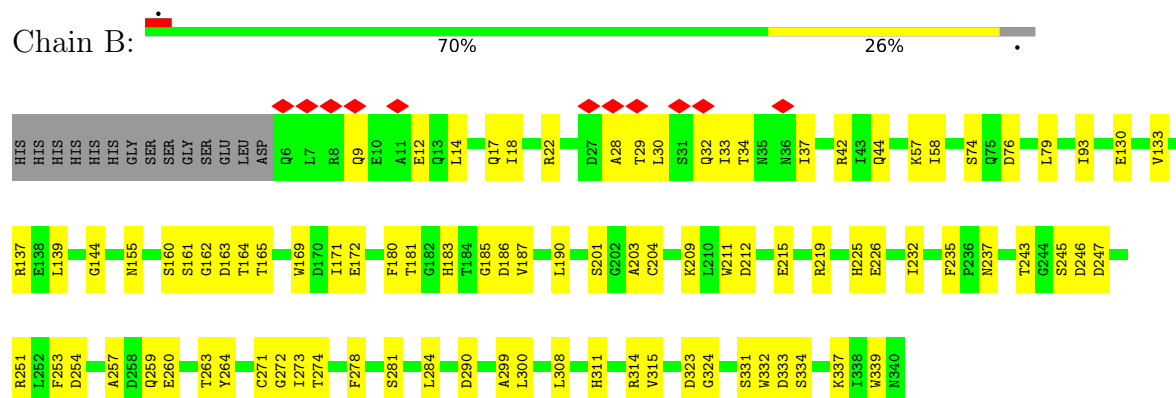 Chain B:
70%
26%
HIS HIS HIS HIS HIS HIS GLY SER SER GLY SER GLU LEU ASP Q6 L7 R8 Q9 E10 A11 E12 Q13 L14 Q17 I18 R22 D27 A28 T29 L30 S31 Q32 I33 T34 N35 N36 I37 R42 I43 Q44 K57 I58 S74 Q75 D76 L79 I93 E130 V133
R137 E138 L139 G144 N155 S160 S161 G162 D163 T164 T165 W169 D170 I171 E172 F180 T181 G182 H183 T184 G185 D186 V187 L190 S201 G202 A203 C204 K209 L210 W211 D212 E215 R219 H225 E226 I232 F235 P236 N237 T243 G244 S245 D246 D247
R251 L252 F253 D254 A257 D258 Q259 E260 T263 Y264 C271 G272 I273 T274 F278 S281 L284 D290 A299 L300 L308 H311 R314 V315 D323 G324 S331 W332 D333 S334 K337 I338 W339 N340